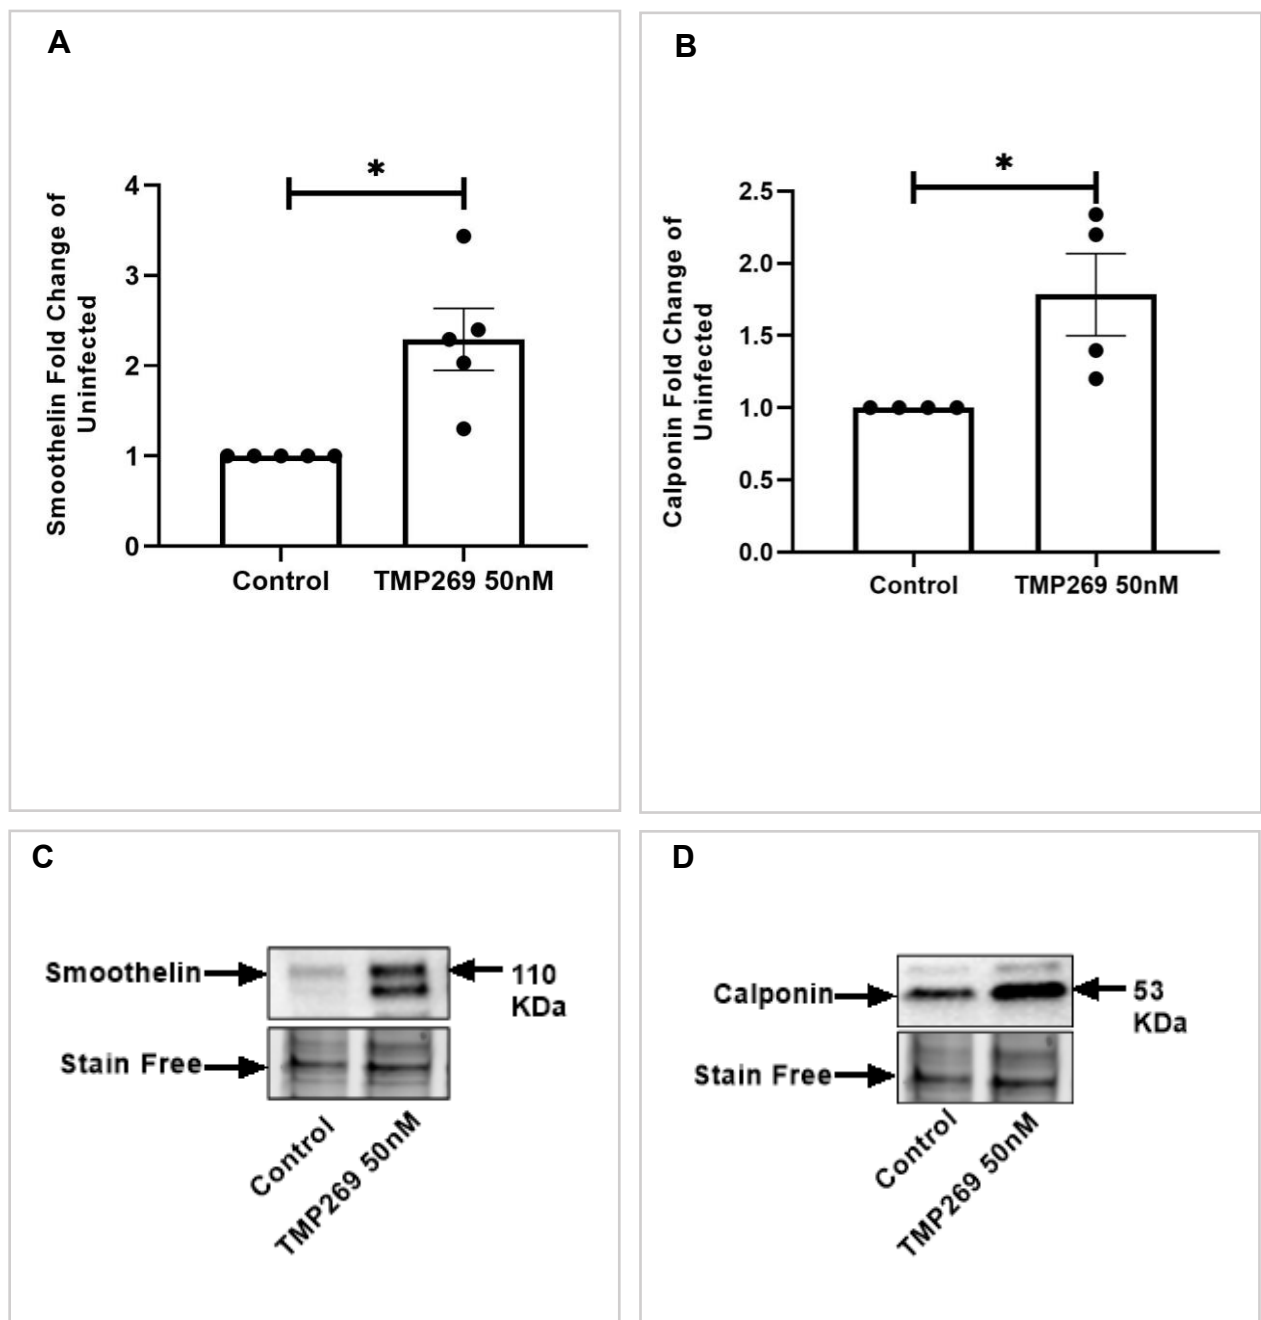 A
Smoothelin Fold Change of
Uninfected
4
3
2
1
0
*
Control
TMP269 50nM
B
Calponin Fold Change of
Uninfected
2.5
2.0
1.5
1.0
0.5
0.0
*
Control
TMP269 50nM
C
Smoothelin
110
KDa
Stain Free
Control
TMP269 50nM
D
Calponin
53
KDa
Stain Free
Control
TMP269 50nM